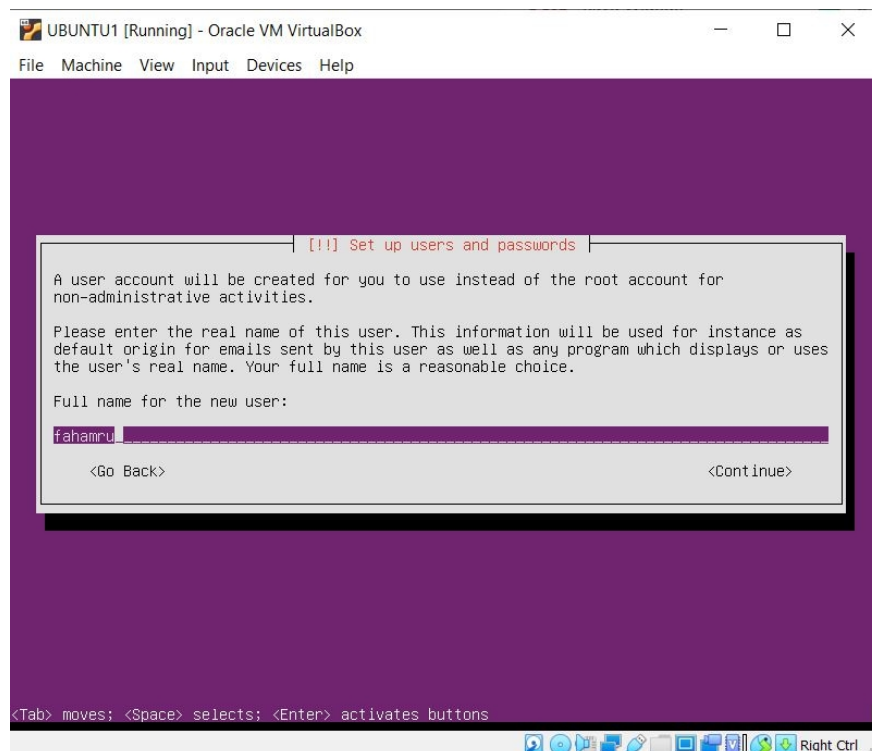 UBUNTU1 [Running] - Oracle VM VirtualBox
File Machine View Input Devices Help
[!!] Set up users and passwords
A user account will be created for you to use instead of the root account for
non-administrative activities.
Please enter the real name of this user. This information will be used for instance as
default origin for emails sent by this user as well as any program which displays or uses
the user's real name. Your full name is a reasonable choice.
Full name for the new user:
fahamru
<Go Back> <Continue>
<Tab> moves; <Space> selects; <Enter> activates buttons
Right Ctrl